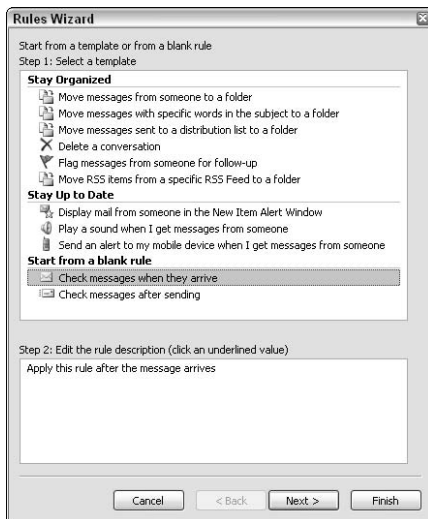 Rules Wizard
Start from a template or from a blank rule
Step 1: Select a template
Stay Organized
Move messages from someone to a folder
Move messages with specific words in the subject to a folder
Move messages sent to a distribution list to a folder
Delete a conversation
Flag messages from someone for follow-up
Move RSS items from a specific RSS Feed to a folder
Stay Up to Date
Display mail from someone in the New Item Alert Window
Play a sound when I get messages from someone
Send an alert to my mobile device when I get messages from someone
Start from a blank rule
Check messages when they arrive
Check messages after sending
Step 2: Edit the rule description (click an underlined value)
Apply this rule after the message arrives
Cancel < Back Next > Finish